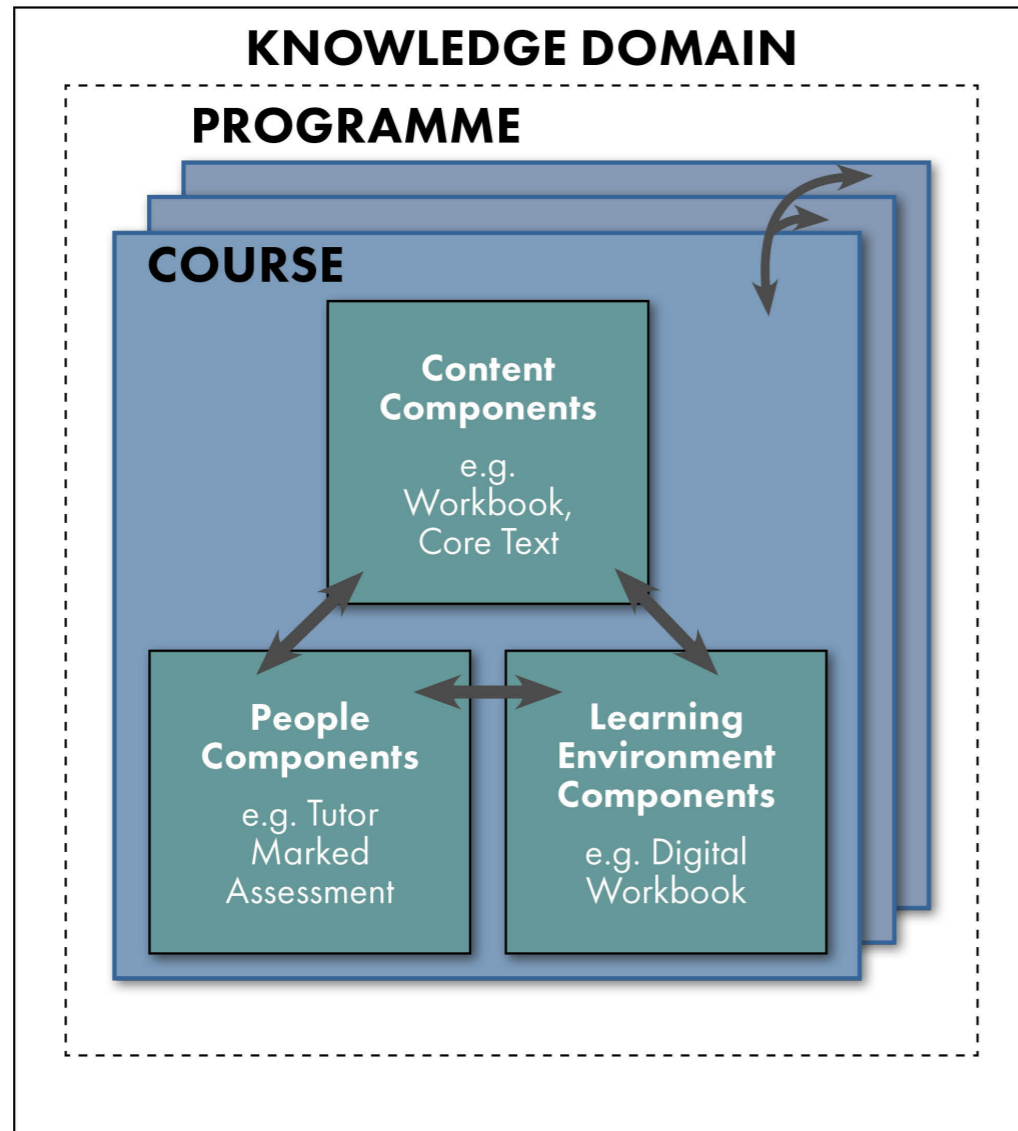 KNOWLEDGE DOMAIN
PROGRAMME
COURSE
Content
Components
e.g.
Workbook,
Core Text
People
Components
e.g. Tutor
Marked
Assessment
Learning
Environment
Components
e.g. Digital
Workbook